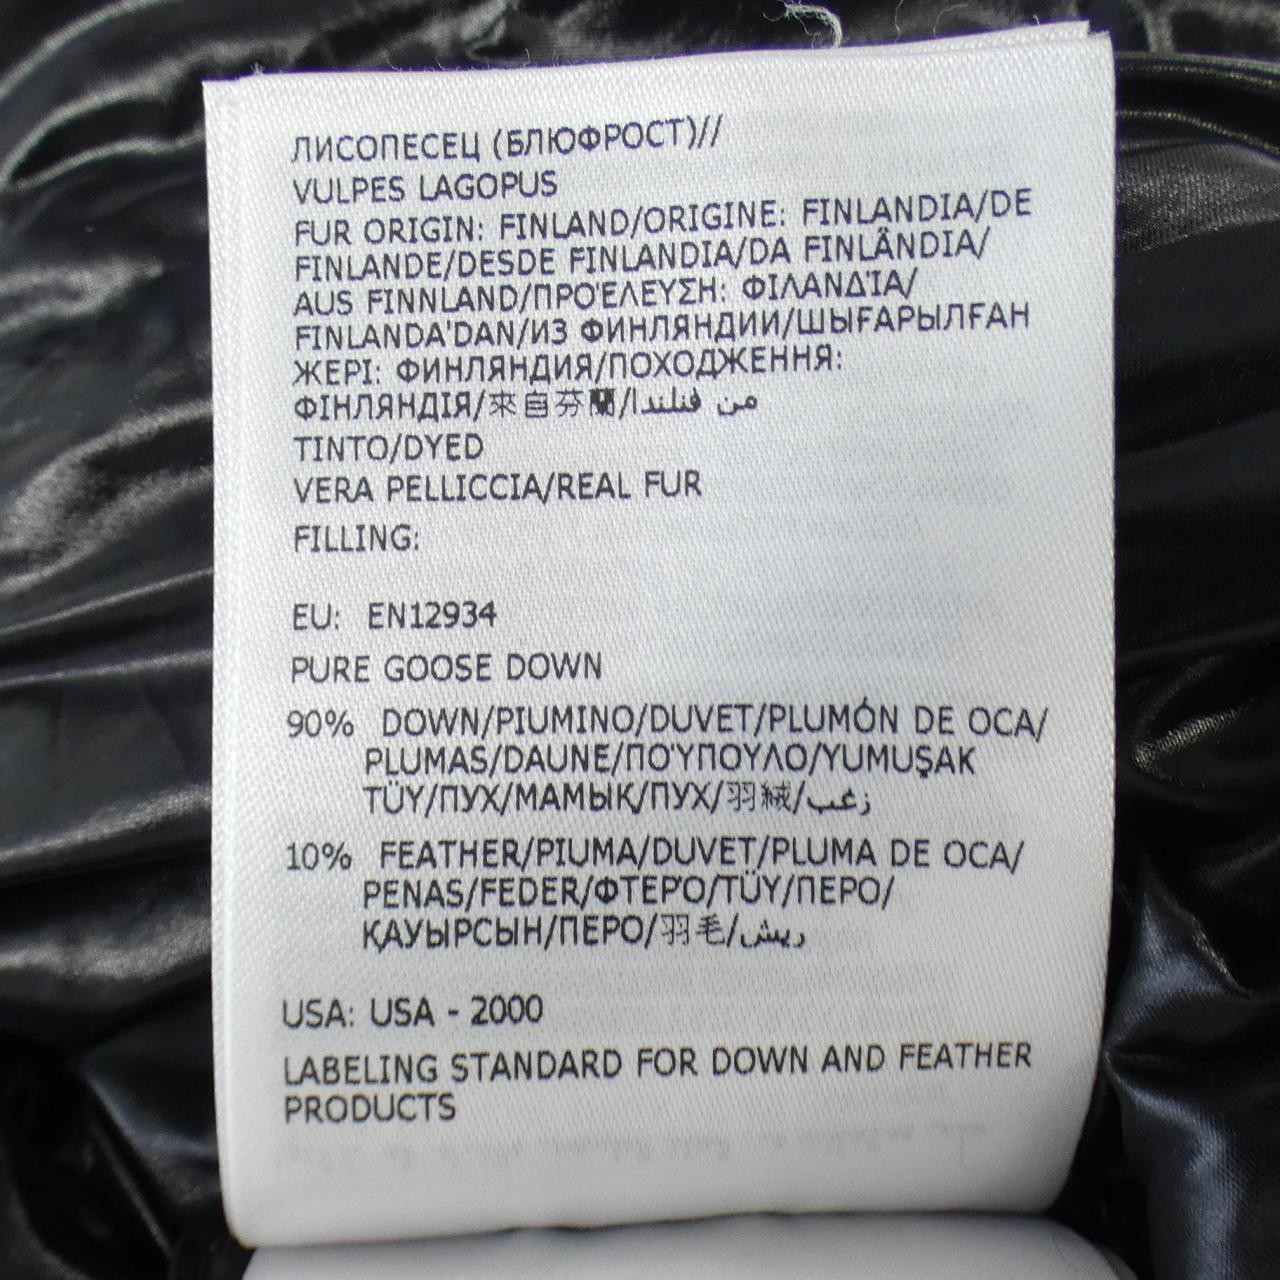 ЛИСОПЕСЕЦ (БЛЮФРОСТ)//
VULPES LAGOPUS
FUR ORIGIN: FINLAND/ORIGINE: FINLANDIA/DE
FINLANDE/DESDE FINLANDIA/DA FINLÂNDIA/
AUS FINNLAND/ΠΡΟΈΛΕΥΣΗ: ΦΙΛΑΝΔΊΑ/
FINLANDA'DAN/ИЗ ФИНЛЯНДИИ/ШЫҒАРЫЛҒАН
ЖЕРІ: ФИНЛЯНДИЯ/ПОХОДЖЕННЯ:
ФІНЛЯНДІЯ/來自芬蘭/من فنلندا
TINTO/DYED
VERA PELLICCIA/REAL FUR
FILLING:
EU: EN12934
PURE GOOSE DOWN
90% DOWN/PIUMINO/DUVET/PLUMÓN DE OCA/
PLUMAS/DAUNE/ΠΟΎΠΟΥΛΟ/YUMUŞAK
TÜY/ПУХ/МАМЫҚ/ПУХ/羽絨/زغب
10% FEATHER/PIUMA/DUVET/PLUMA DE OCA/
PENAS/FEDER/ΦΤΕΡΌ/TÜY/ПЕРО/
ҚАУЫРСЫН/ПЕРО/羽毛/ريش
USA: USA - 2000
LABELING STANDARD FOR DOWN AND FEATHER
PRODUCTS